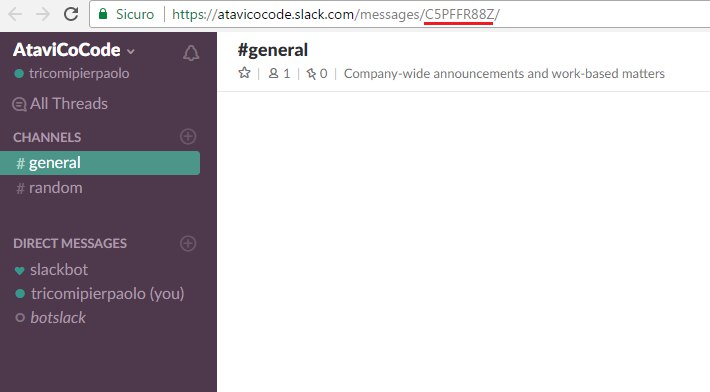 Sicuro https://atavicocode.slack.com/messages/C5PFFR88Z/
AtaviCoCode
tricomipierpaolo
All Threads
CHANNELS
# general
# random
DIRECT MESSAGES
slackbot
tricomipierpaolo (you)
botslack
#general
1 | 0 | Company-wide announcements and work-based matters